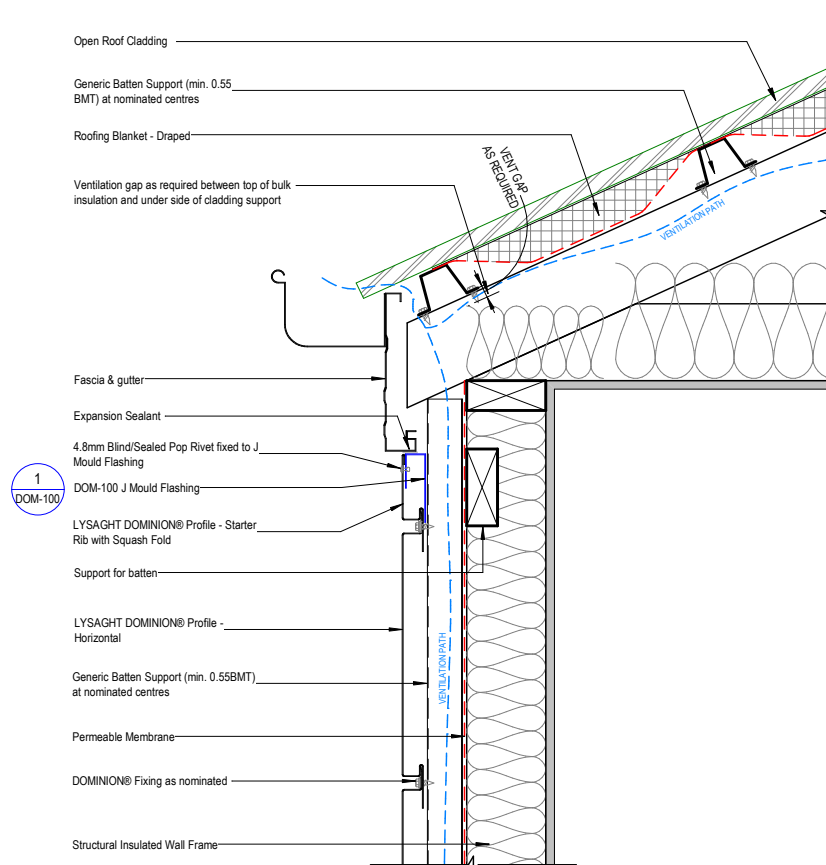 Open Roof Cladding
Generic Batten Support (min. 0.55
BMT) at nominated centres
Roofing Blanket - Draped
VENT GAP
AS REQUIRED
Ventilation gap as required between top of bulk
insulation and under side of cladding support
VENTILATION PATH
Fascia & gutter
Expansion Sealant
4.8mm Blind/Sealed Pop Rivet fixed to J
Mould Flashing
1
DOM-100
DOM-100 J Mould Flashing
LYSAGHT DOMINION® Profile - Starter
Rib with Squash Fold
Support for batten
LYSAGHT DOMINION® Profile -
Horizontal
Generic Batten Support (min. 0.55BMT)
at nominated centres
VENTILATION PATH
Permeable Membrane
DOMINION® Fixing as nominated
Structural Insulated Wall Frame